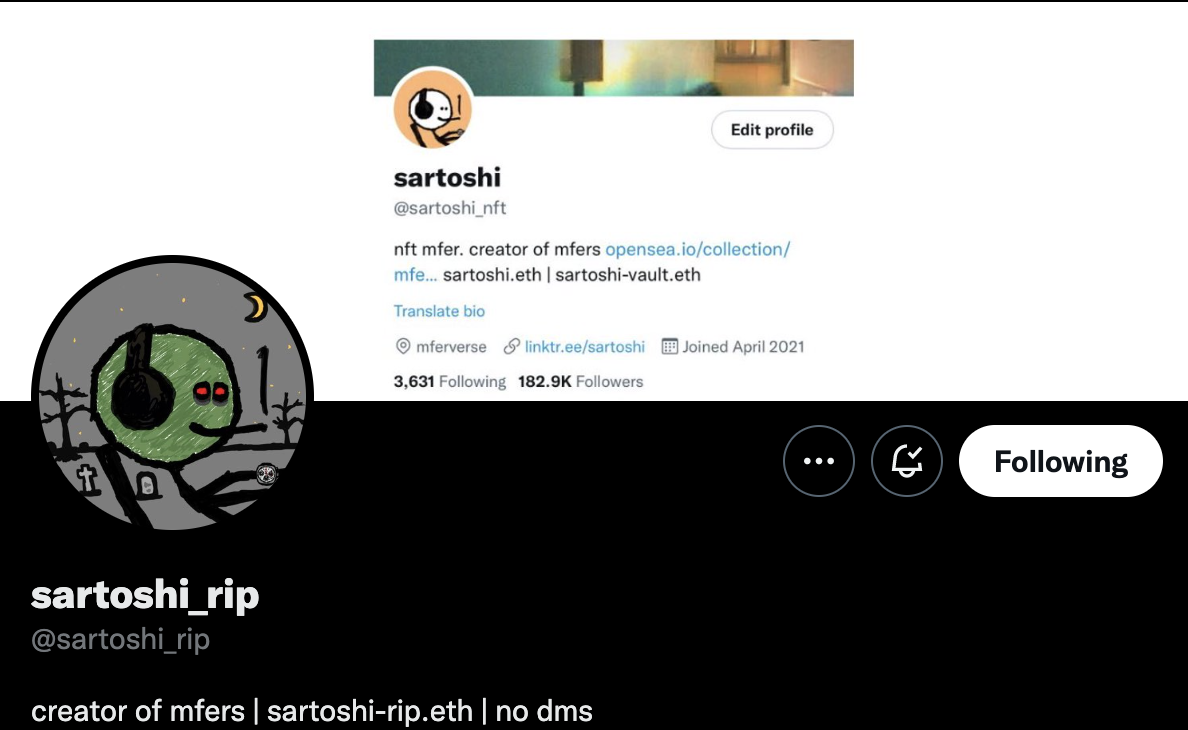 Edit profile
sartoshi
@sartoshi_nft
nft mfer. creator of mfers opensea.io/collection/
mfe... sartoshi.eth | sartoshi-vault.eth
Translate bio
mferverse linktr.ee/sartoshi Joined April 2021
3,631 Following 182.9K Followers
Following
sartoshi_rip
@sartoshi_rip
creator of mfers | sartoshi-rip.eth | no dms